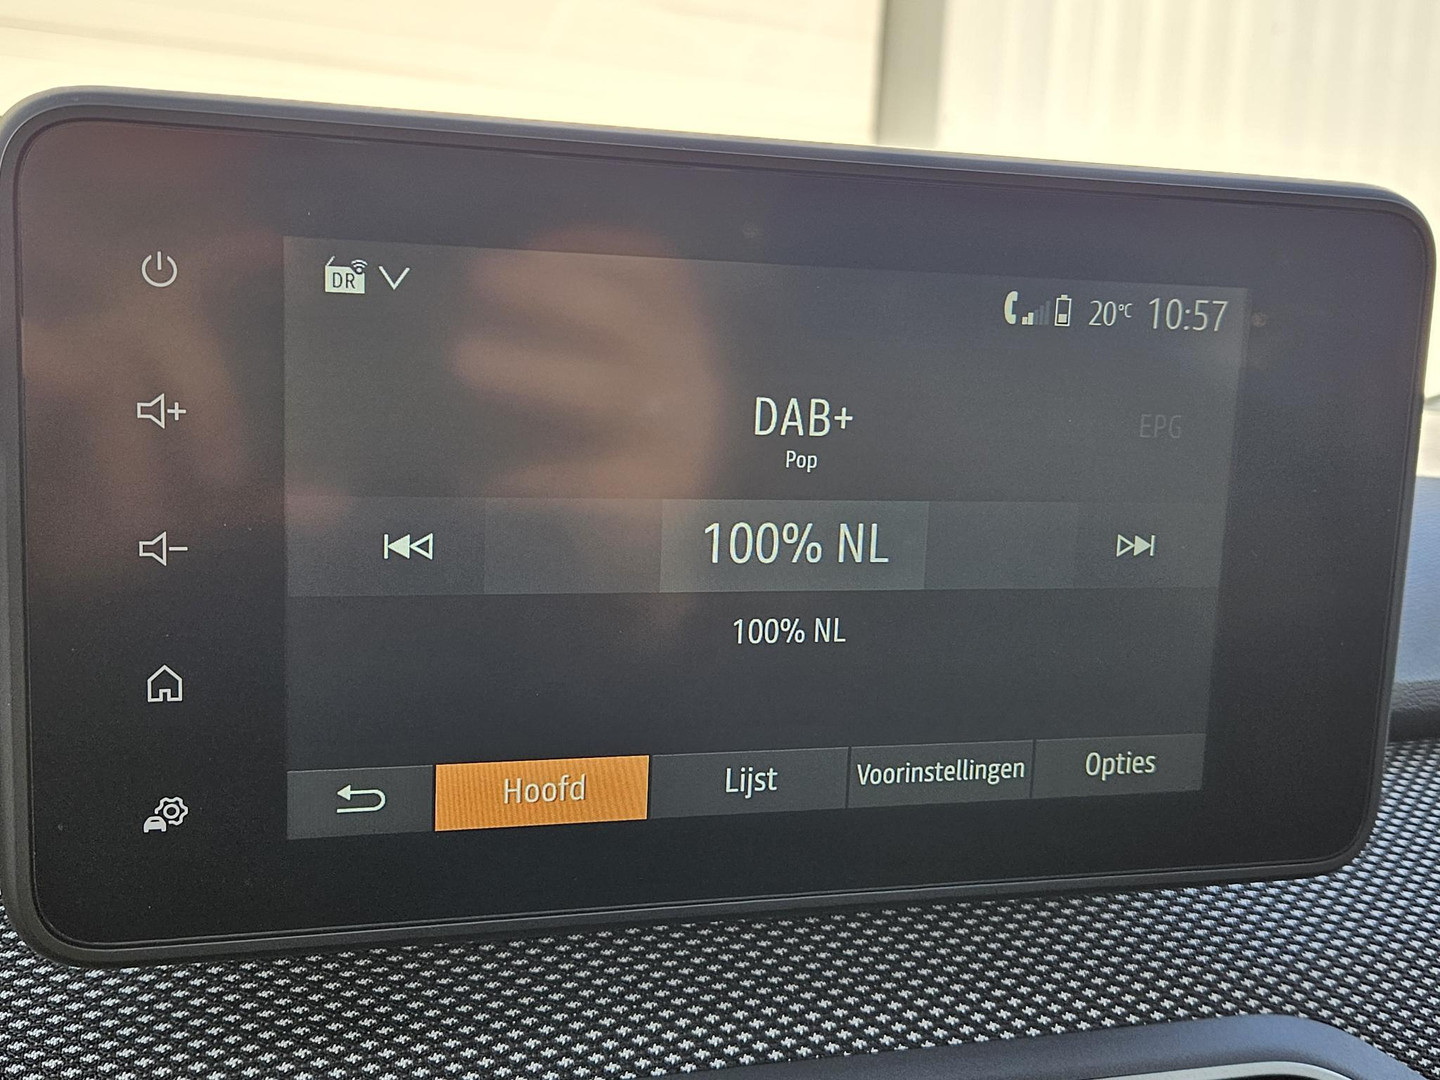 DR
20°C 10:57
DAB+
EPG
Pop
100% NL
100% NL
Hoofd Lijst Voorinstellingen Opties